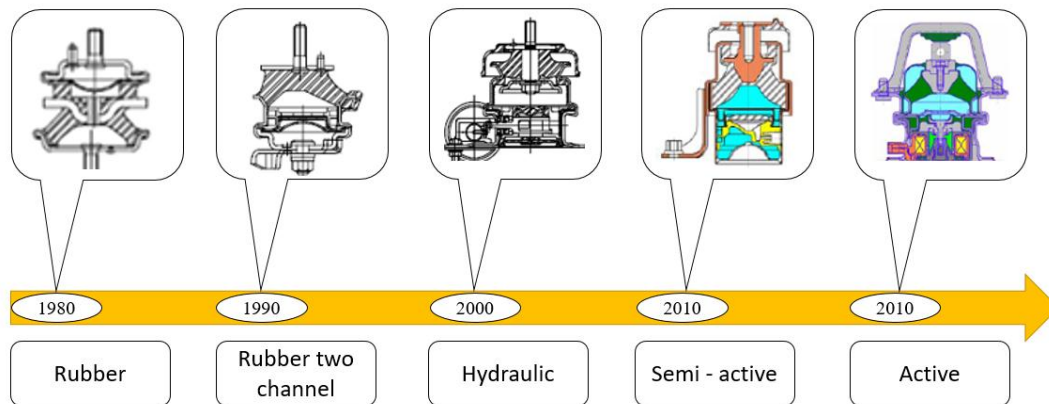 1980
1990
2000
2010
2010
Rubber
Rubber two
channel
Hydraulic
Semi - active
Active